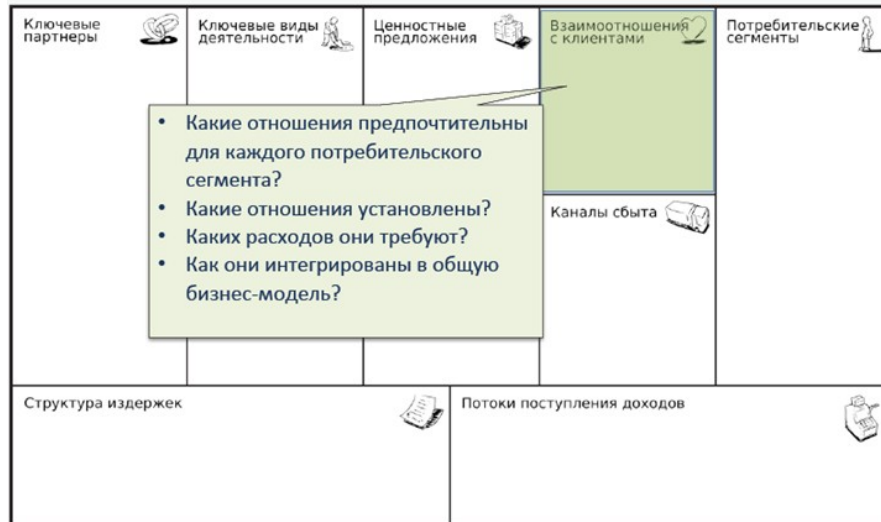 Ключевые
партнеры
Ключевые виды
деятельности
Ценностные
предложения
Взаимоотношения
с клиентами
Потребительские
сегменты
• Какие отношения предпочтительны
для каждого потребительского
сегмента?
• Какие отношения установлены?
• Каких расходов они требуют?
• Как они интегрированы в общую
бизнес-модель?
Каналы сбыта
Структура издержек
Потоки поступления доходов